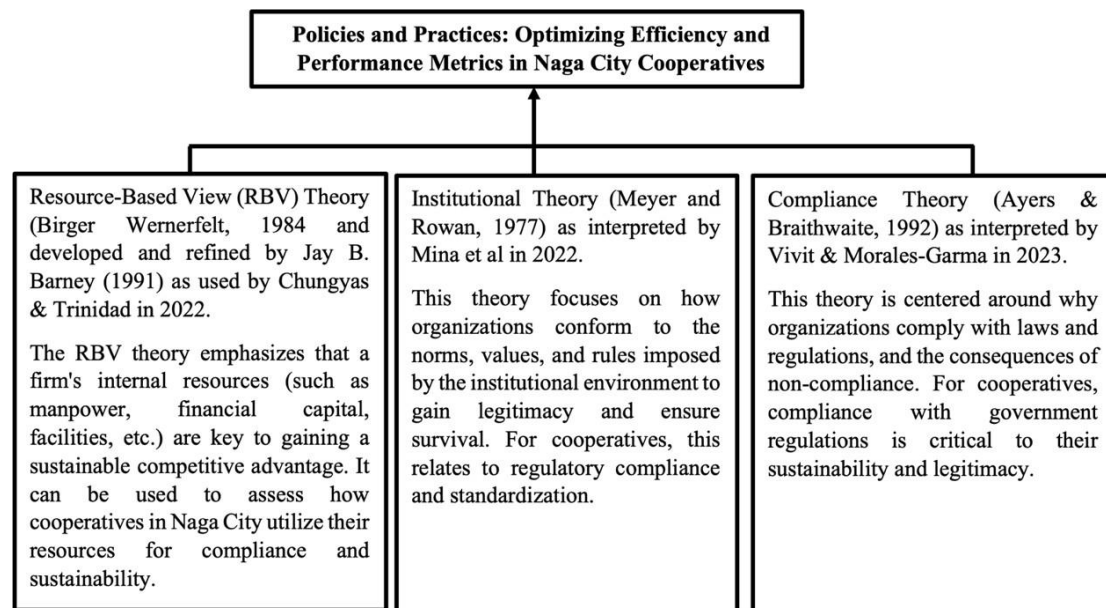 Policies and Practices: Optimizing Efficiency and
Performance Metrics in Naga City Cooperatives
Resource-Based View (RBV) Theory
(Birger Wernerfelt, 1984 and
developed and refined by Jay B.
Barney (1991) as used by Chungyas
& Trinidad in 2022.
The RBV theory emphasizes that a
firm's internal resources (such as
manpower, financial capital,
facilities, etc.) are key to gaining a
sustainable competitive advantage. It
can be used to assess how
cooperatives in Naga City utilize their
resources for compliance and
sustainability.
Institutional Theory (Meyer and
Rowan, 1977) as interpreted by
Mina et al in 2022.
This theory focuses on how
organizations conform to the
norms, values, and rules imposed
by the institutional environment to
gain legitimacy and ensure
survival. For cooperatives, this
relates to regulatory compliance
and standardization.
Compliance Theory (Ayers &
Braithwaite, 1992) as interpreted by
Vivit & Morales-Garma in 2023.
This theory is centered around why
organizations comply with laws and
regulations, and the consequences of
non-compliance. For cooperatives,
compliance with government
regulations is critical to their
sustainability and legitimacy.